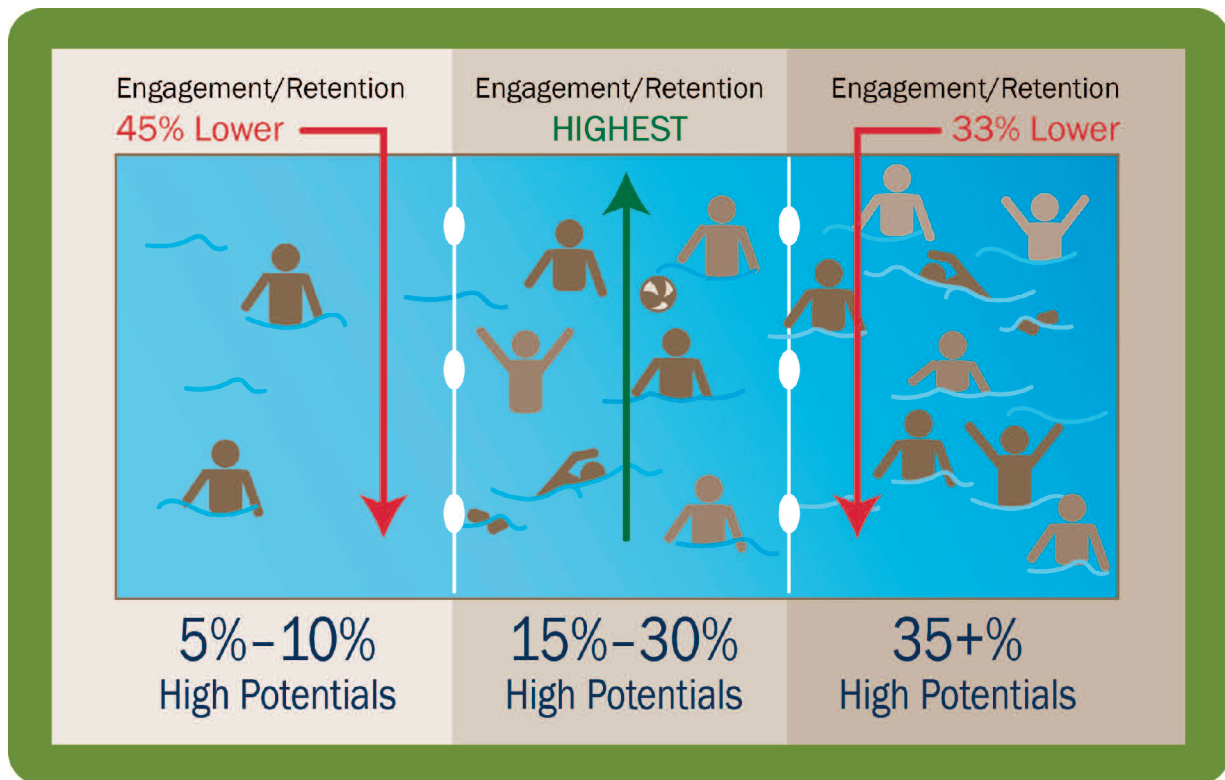 Engagement/Retention
45% Lower
Engagement/Retention
HIGHEST
Engagement/Retention
33% Lower
5%–10%
High Potentials
15%–30%
High Potentials
35+%
High Potentials